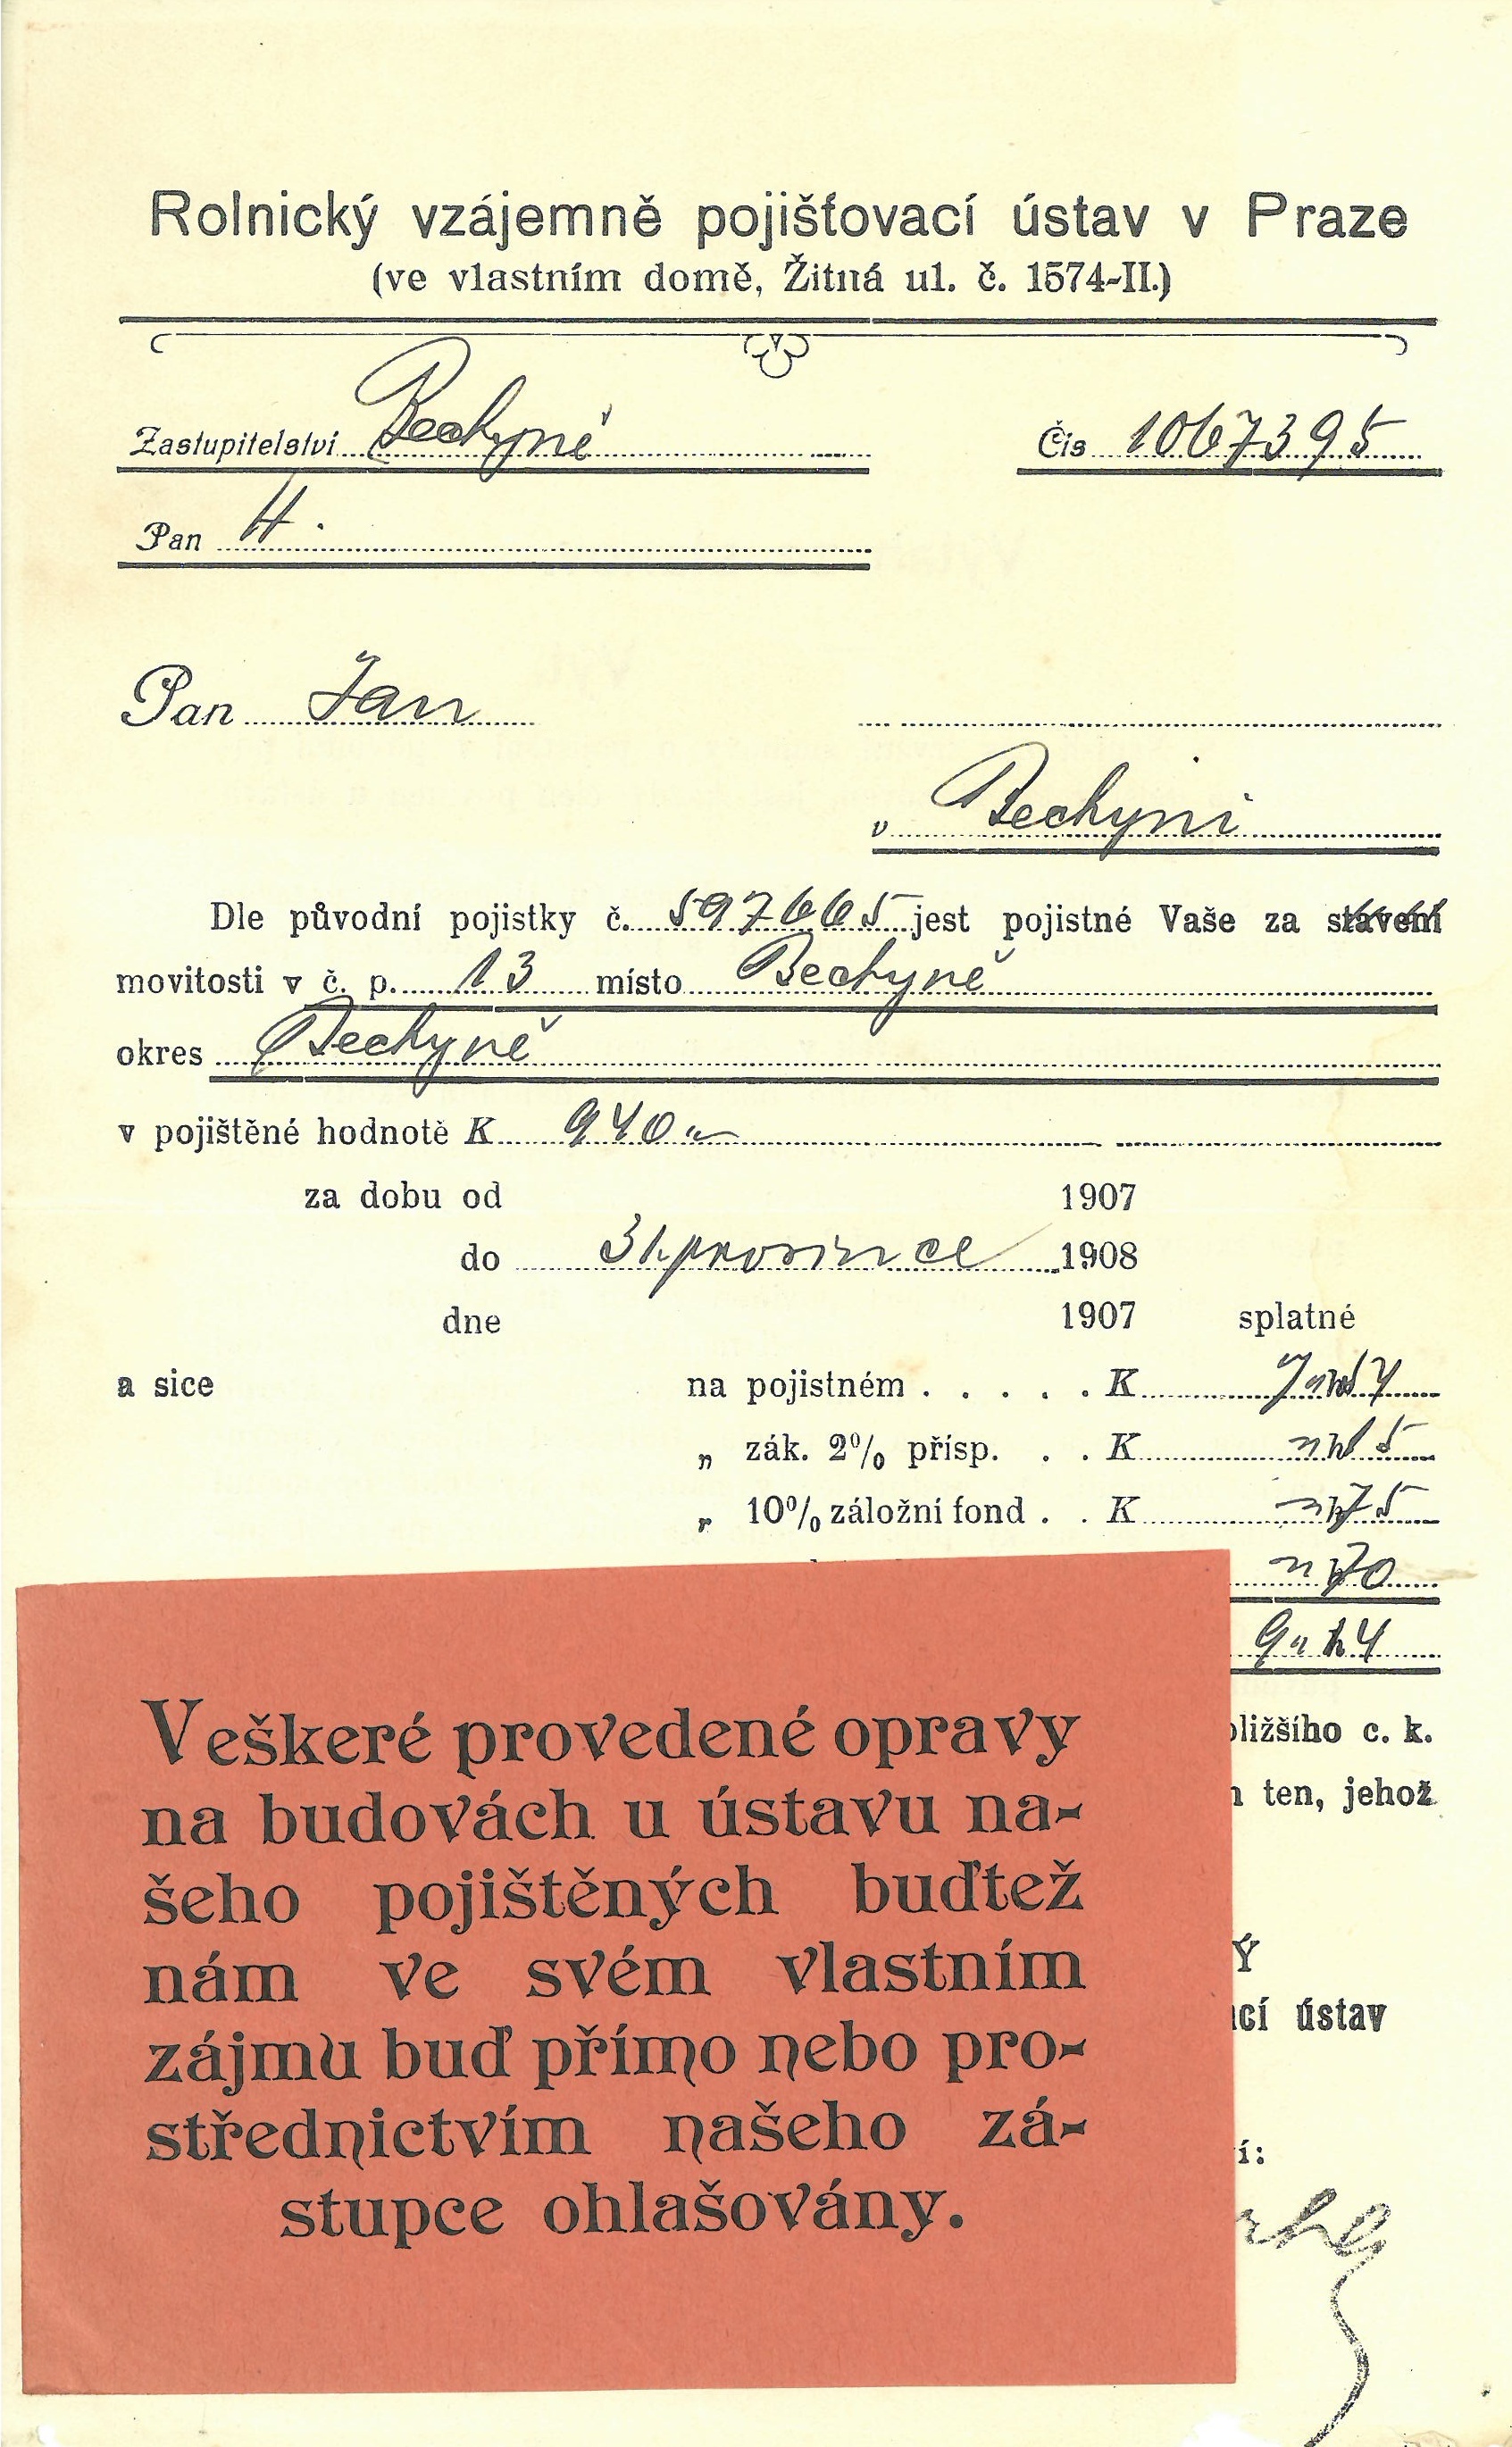 Rolnický vzájemně pojišťovací ústav v Praze
(ve vlastním domě, Žitná ul. č. 1574-II.)
Zastupitelství Bechyně
Čís 1067395
Pan H.
Pan Jan
v Bechyni
Dle původní pojistky č. 597665 jest pojistné Vaše za stavení
movitosti v č. p. 13 místo Bechyně
okres Bechyně
v pojištěné hodnotě K 940
za dobu od 1907
do 31. prosince 1908
dne 1907 splatné
a sice na pojistném . . . . . K
„ zák. 2% přísp. . . K
„ 10% záložní fond . . K
bližšího c. k.
ten, jehož
Veškeré provedené opravy
na budovách u ústavu na-
šeho pojištěných buďtež
nám ve svém vlastním
zájmu buď přímo nebo pro-
střednictvím našeho zá-
stupce ohlašovány.
Ý
cí ústav
í: